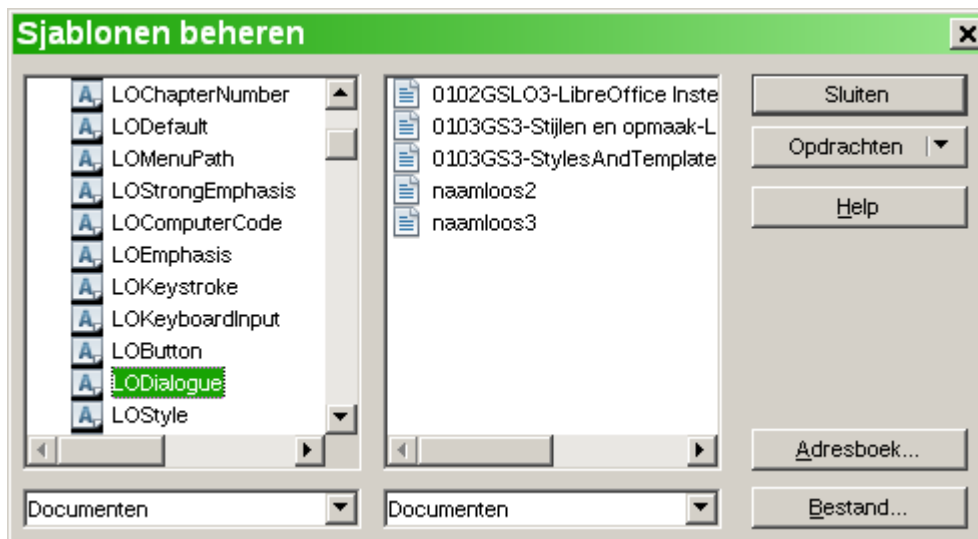 Sjablonen beheren
LOChapterNumber
LODefault
LOMenuPath
LOStrongEmphasis
LOComputerCode
LOEmphasis
LOKeystroke
LOKeyboardInput
LOButton
LODialogue
LOStyle
Documenten
0102GSLO3-LibreOffice Inste
0103GS3-Stijlen en opmaak-L
0103GS3-StylesAndTemplate
naamloos2
naamloos3
Documenten
Sluiten
Opdrachten
Help
Adresboek...
Bestand...